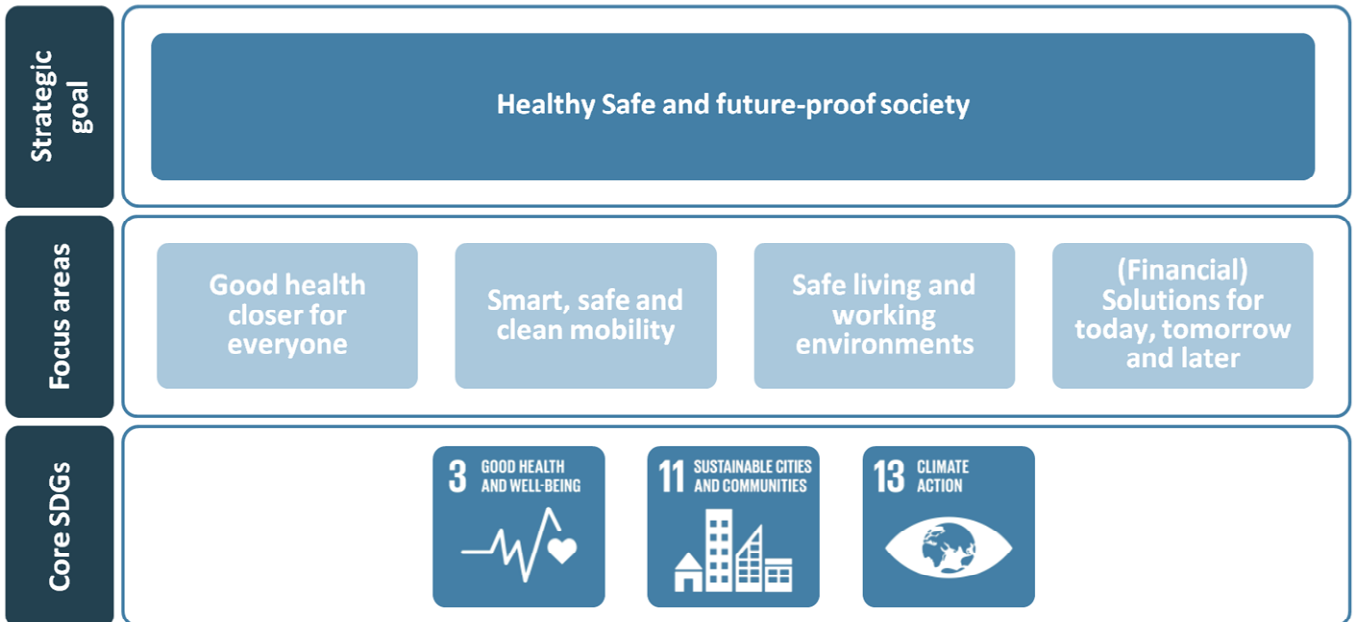 Strategic
goal
Healthy Safe and future-proof society
Focus areas
Good health
closer for
everyone
Smart, safe and
clean mobility
Safe living and
working
environments
(Financial)
Solutions for
today, tomorrow
and later
Core SDGs
3 GOOD HEALTH
AND WELL-BEING
11 SUSTAINABLE CITIES
AND COMMUNITIES
13 CLIMATE
ACTION